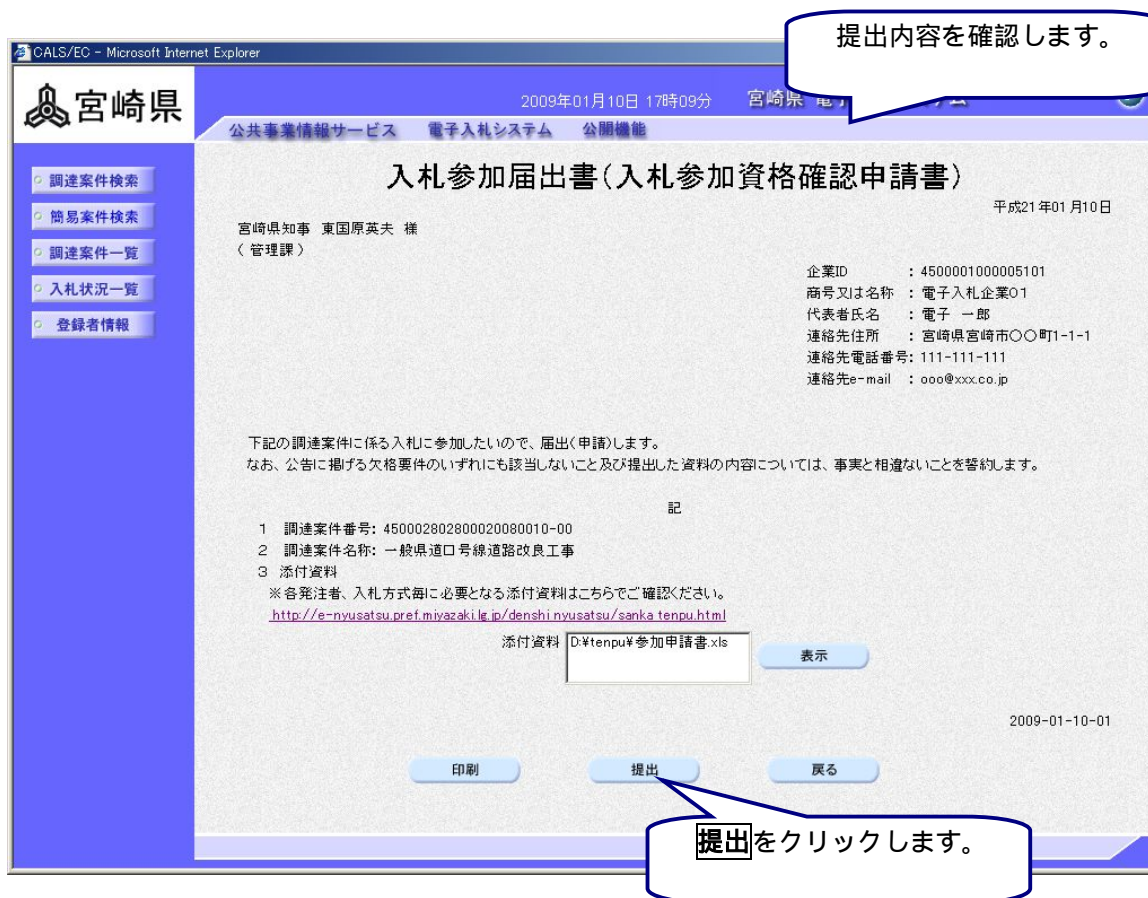 提出内容を確認します。
CALS/EC - Microsoft Internet Explorer
宮崎県
2009年01月10日 17時09分
宮崎県
公共事業情報サービス 電子入札システム 公開機能
調達案件検索
簡易案件検索
調達案件一覧
入札状況一覧
登録者情報
入札参加届出書(入札参加資格確認申請書)
平成21年01月10日
宮崎県知事 東国原英夫 様
(管理課)
企業ID : 4500001000005101
商号又は名称 : 電子入札企業01
代表者氏名 : 電子 一郎
連絡先住所 : 宮崎県宮崎市〇〇町1-1-1
連絡先電話番号: 111-111-111
連絡先e-mail : ooo@xxx.co.jp
下記の調達案件に係る入札に参加したいので、届出(申請)します。
なお、公告に掲げる欠格要件のいずれにも該当しないこと及び提出した資料の内容については、事実と相違ないことを誓約します。
記
1 調達案件番号: 450002802800020080010-00
2 調達案件名称: 一般県道口号線道路改良工事
3 添付資料
※各発注者、入札方式毎に必要となる添付資料はこちらでご確認ください。
http://e-nyusatsu.pref.miyazaki.lg.jp/denshi nyusatsu/sanka tenpu.html
添付資料 D:¥tenpu¥参加申請書.xls 表示
2009-01-10-01
印刷 提出 戻る
提出をクリックします。